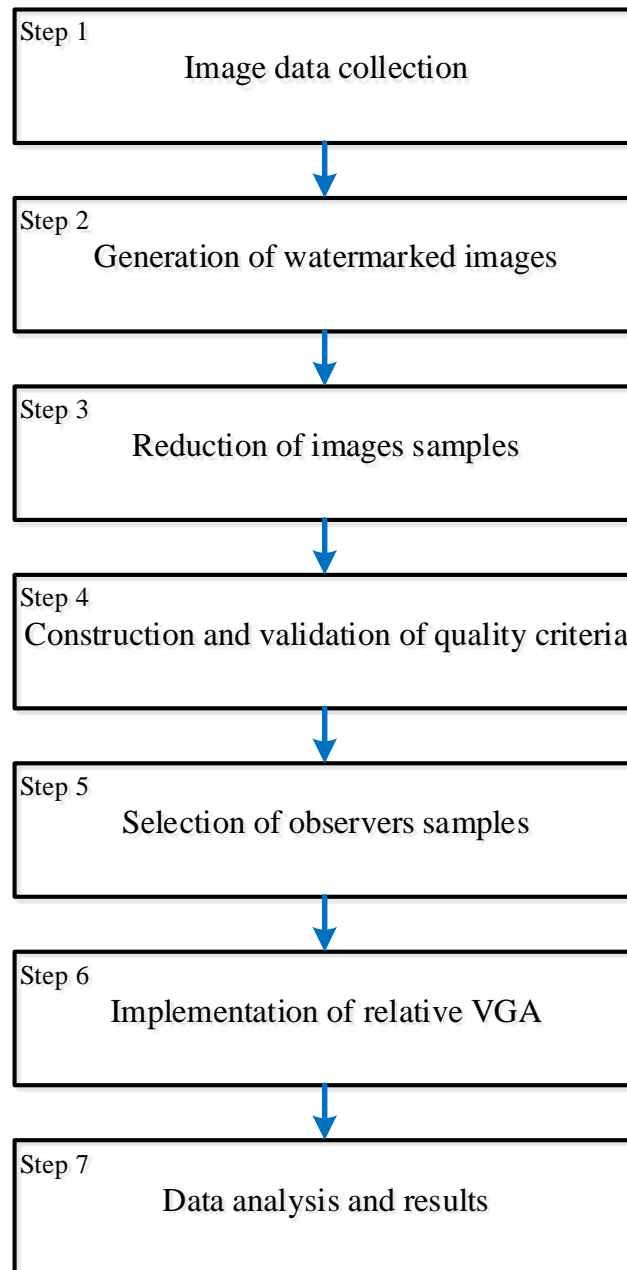 Step 1
Image data collection
Step 2
Generation of watermarked images
Step 3
Reduction of images samples
Step 4
Construction and validation of quality criteria
Step 5
Selection of observers samples
Step 6
Implementation of relative VGA
Step 7
Data analysis and results